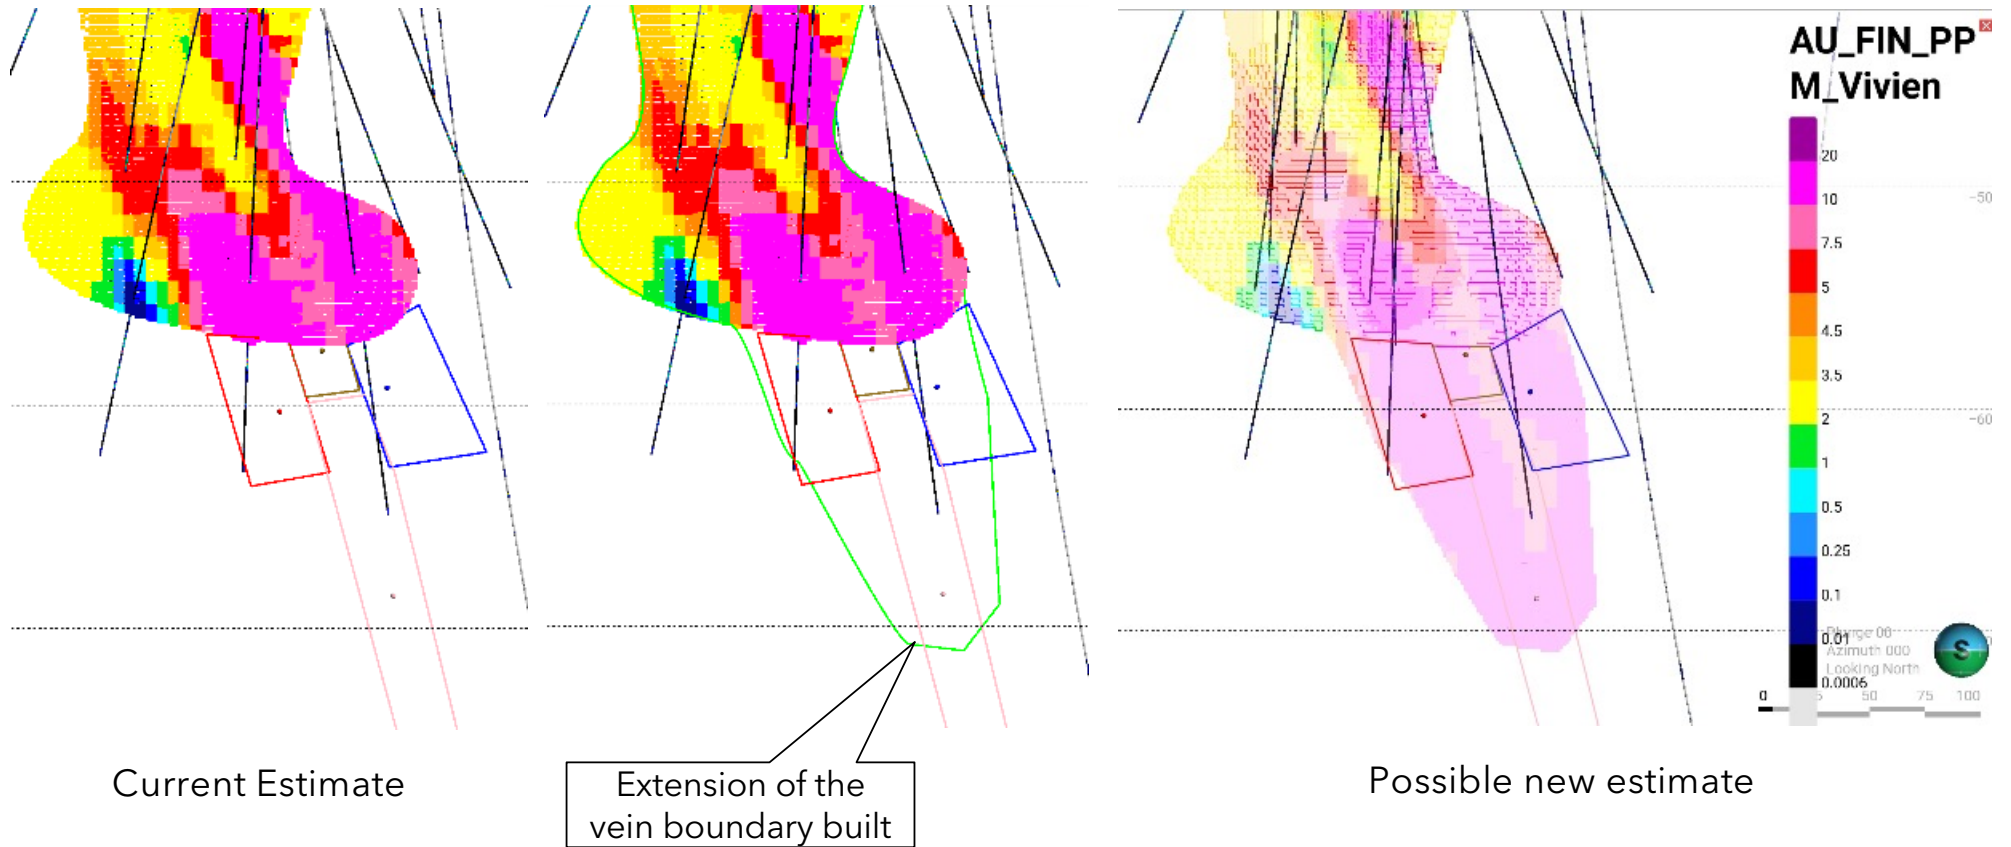 AU_FIN_PP
M_Vivien
20
10
7.5
5
4.5
3.5
2
1
0.5
0.25
0.1
0.01
0.0006
-50
-60
Plunge 00
Azimuth 000
Looking North
S
0
50
75
100
Current Estimate
Extension of the
vein boundary built
Possible new estimate